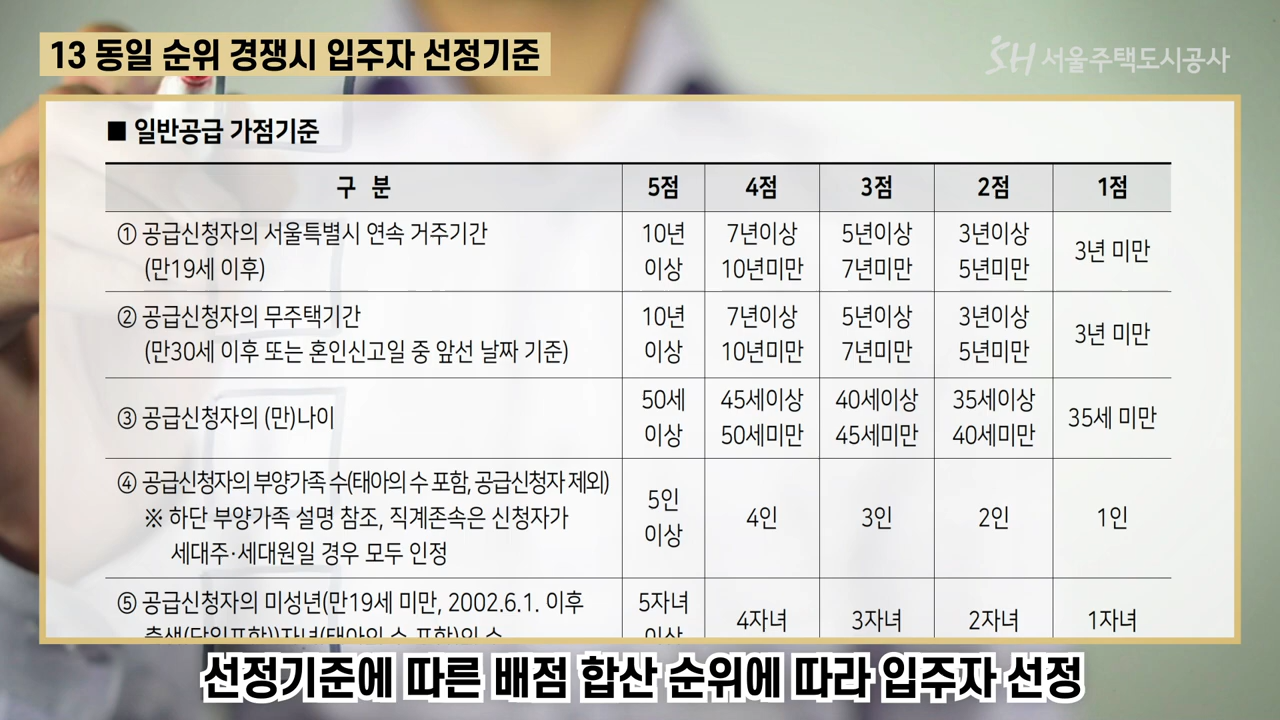 13 동일 순위 경쟁시 입주자 선정기준
SH 서울주택도시공사
■ 일반공급 가점기준
구 분 5점 4점 3점 2점 1점
① 공급신청자의 서울특별시 연속 거주기간
(만19세 이후)
10년
이상
7년이상
10년미만
5년이상
7년미만
3년이상
5년미만
3년 미만
② 공급신청자의 무주택기간
(만30세 이후 또는 혼인신고일 중 앞선 날짜 기준)
10년
이상
7년이상
10년미만
5년이상
7년미만
3년이상
5년미만
3년 미만
③ 공급신청자의 (만)나이
50세
이상
45세이상
50세미만
40세이상
45세미만
35세이상
40세미만
35세 미만
④ 공급신청자의 부양가족 수(태아의 수 포함, 공급신청자 제외)
※ 하단 부양가족 설명 참조, 직계존속은 신청자가
세대주·세대원일 경우 모두 인정
5인
이상
4인
3인
2인
1인
⑤ 공급신청자의 미성년(만19세 미만, 2002.6.1. 이후
출생(당일포함))자녀(태아의 수 포함)의 수
5자녀
이상
4자녀
3자녀
2자녀
1자녀
선정기준에 따른 배점 합산 순위에 따라 입주자 선정